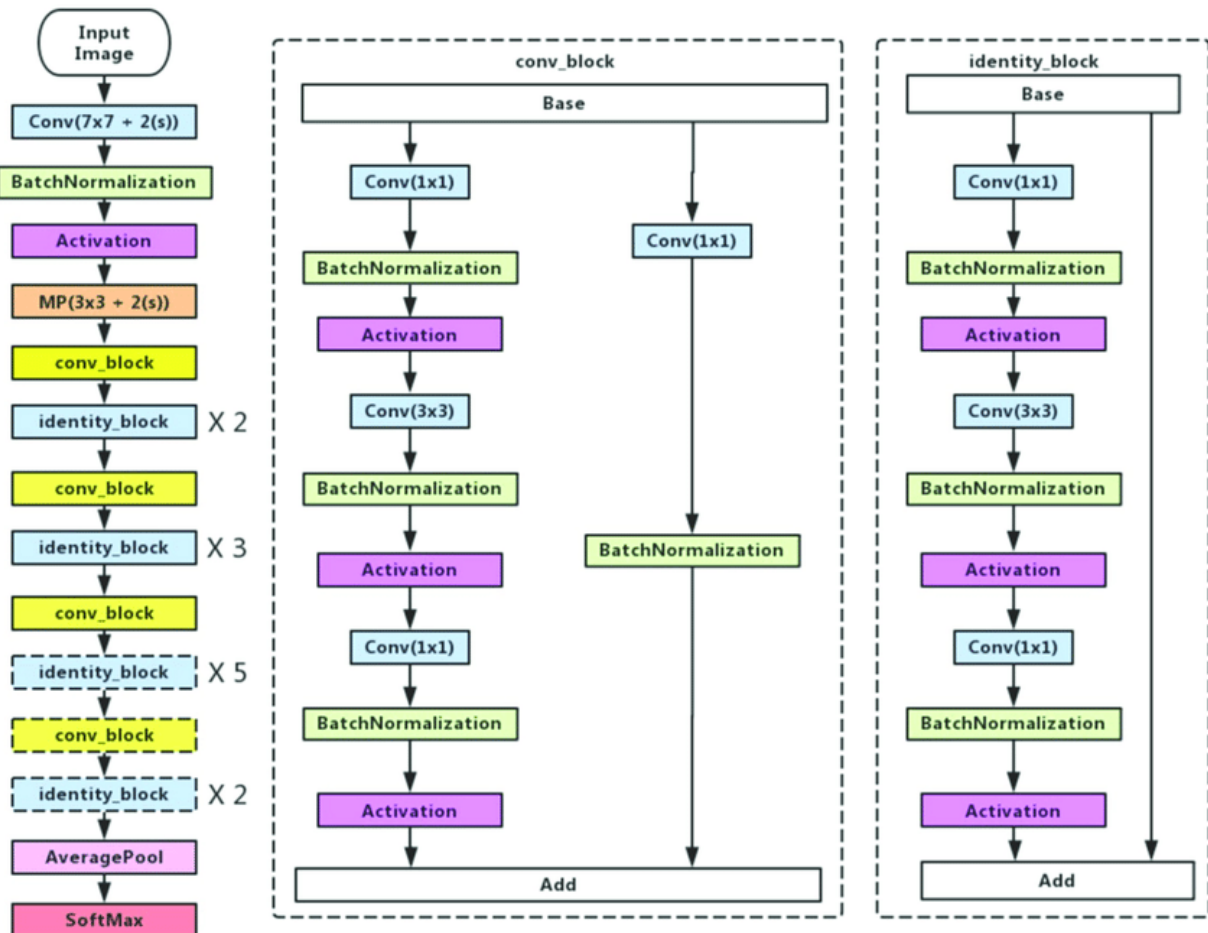 Input
Image
Conv(7x7 + 2(s))
BatchNormalization
Activation
MP(3x3 + 2(s))
conv_block
identity_block X 2
conv_block
identity_block X 3
conv_block
identity_block X 5
conv_block
identity_block X 2
AveragePool
SoftMax
conv_block
Base
Conv(1x1)
BatchNormalization
Activation
Conv(3x3)
BatchNormalization
Activation
Conv(1x1)
BatchNormalization
Activation
Conv(1x1)
BatchNormalization
Add
identity_block
Base
Conv(1x1)
BatchNormalization
Activation
Conv(3x3)
BatchNormalization
Activation
Conv(1x1)
BatchNormalization
Activation
Add